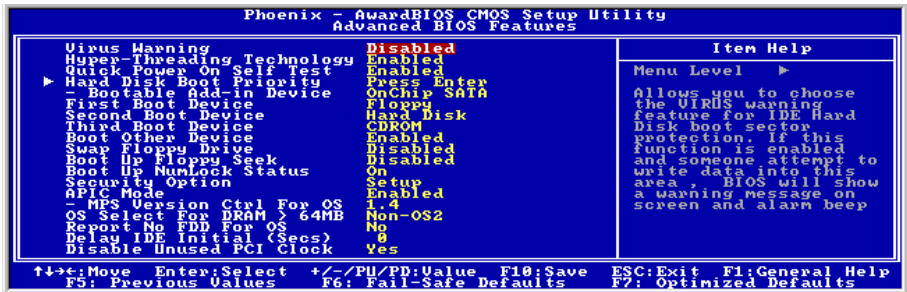 Phoenix - AwardBIOS CMOS Setup Utility
Advanced BIOS Features
Virus Warning Disabled
Hyper-Threading Technology Enabled
Quick Power On Self Test Enabled
► Hard Disk Boot Priority Press Enter
- Bootable Add-in Device OnChip SATA
First Boot Device Floppy
Second Boot Device Hard Disk
Third Boot Device CDROM
Boot Other Device Enabled
Swap Floppy Drive Disabled
Boot Up Floppy Seek Disabled
Boot Up NumLock Status On
Security Option Setup
APIC Mode Enabled
- MPS Version Ctrl For OS 1.4
OS Select For DRAM > 64MB Non-OS2
Report No FDD For OS No
Delay IDE Initial (Secs) 0
Disable Unused PCI Clock Yes
Item Help
Menu Level ►
Allows you to choose
the VIRUS warning
feature for IDE Hard
Disk boot sector
protection. If this
function is enabled
and someone attempt to
write data into this
area , BIOS will show
a warning message on
screen and alarm beep
↑↓→←:Move Enter:Select +/-/PU/PD:Value F10:Save ESC:Exit F1:General Help
F5: Previous Values F6: Fail-Safe Defaults F7: Optimized Defaults